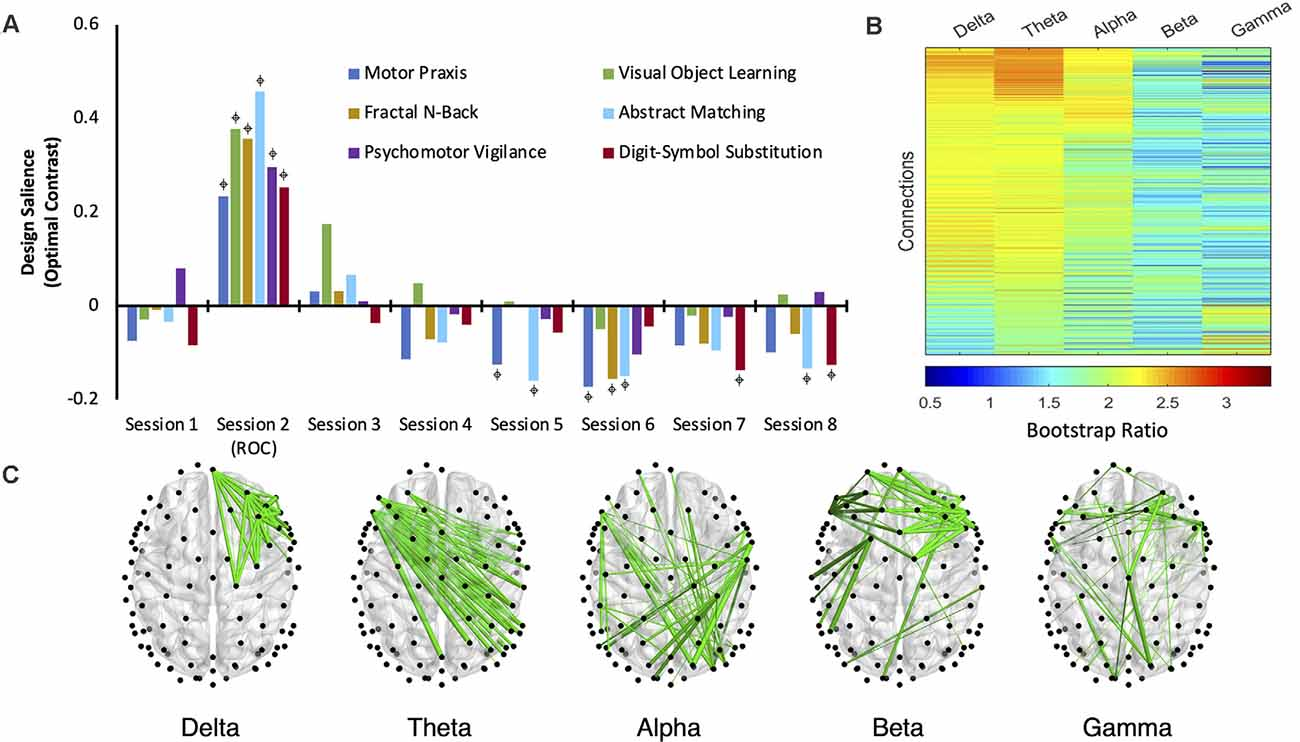 A
0.6
0.4
0.2
0
-0.2
Design Salience
(Optimal Contrast)
Motor Praxis
Visual Object Learning
Fractal N-Back
Abstract Matching
Psychomotor Vigilance
Digit-Symbol Substitution
Session 1
Session 2
(ROC)
Session 3
Session 4
Session 5
Session 6
Session 7
Session 8
B
Delta
Theta
Alpha
Beta
Gamma
Connections
0.5
1
1.5
2
2.5
3
Bootstrap Ratio
C
Delta
Theta
Alpha
Beta
Gamma